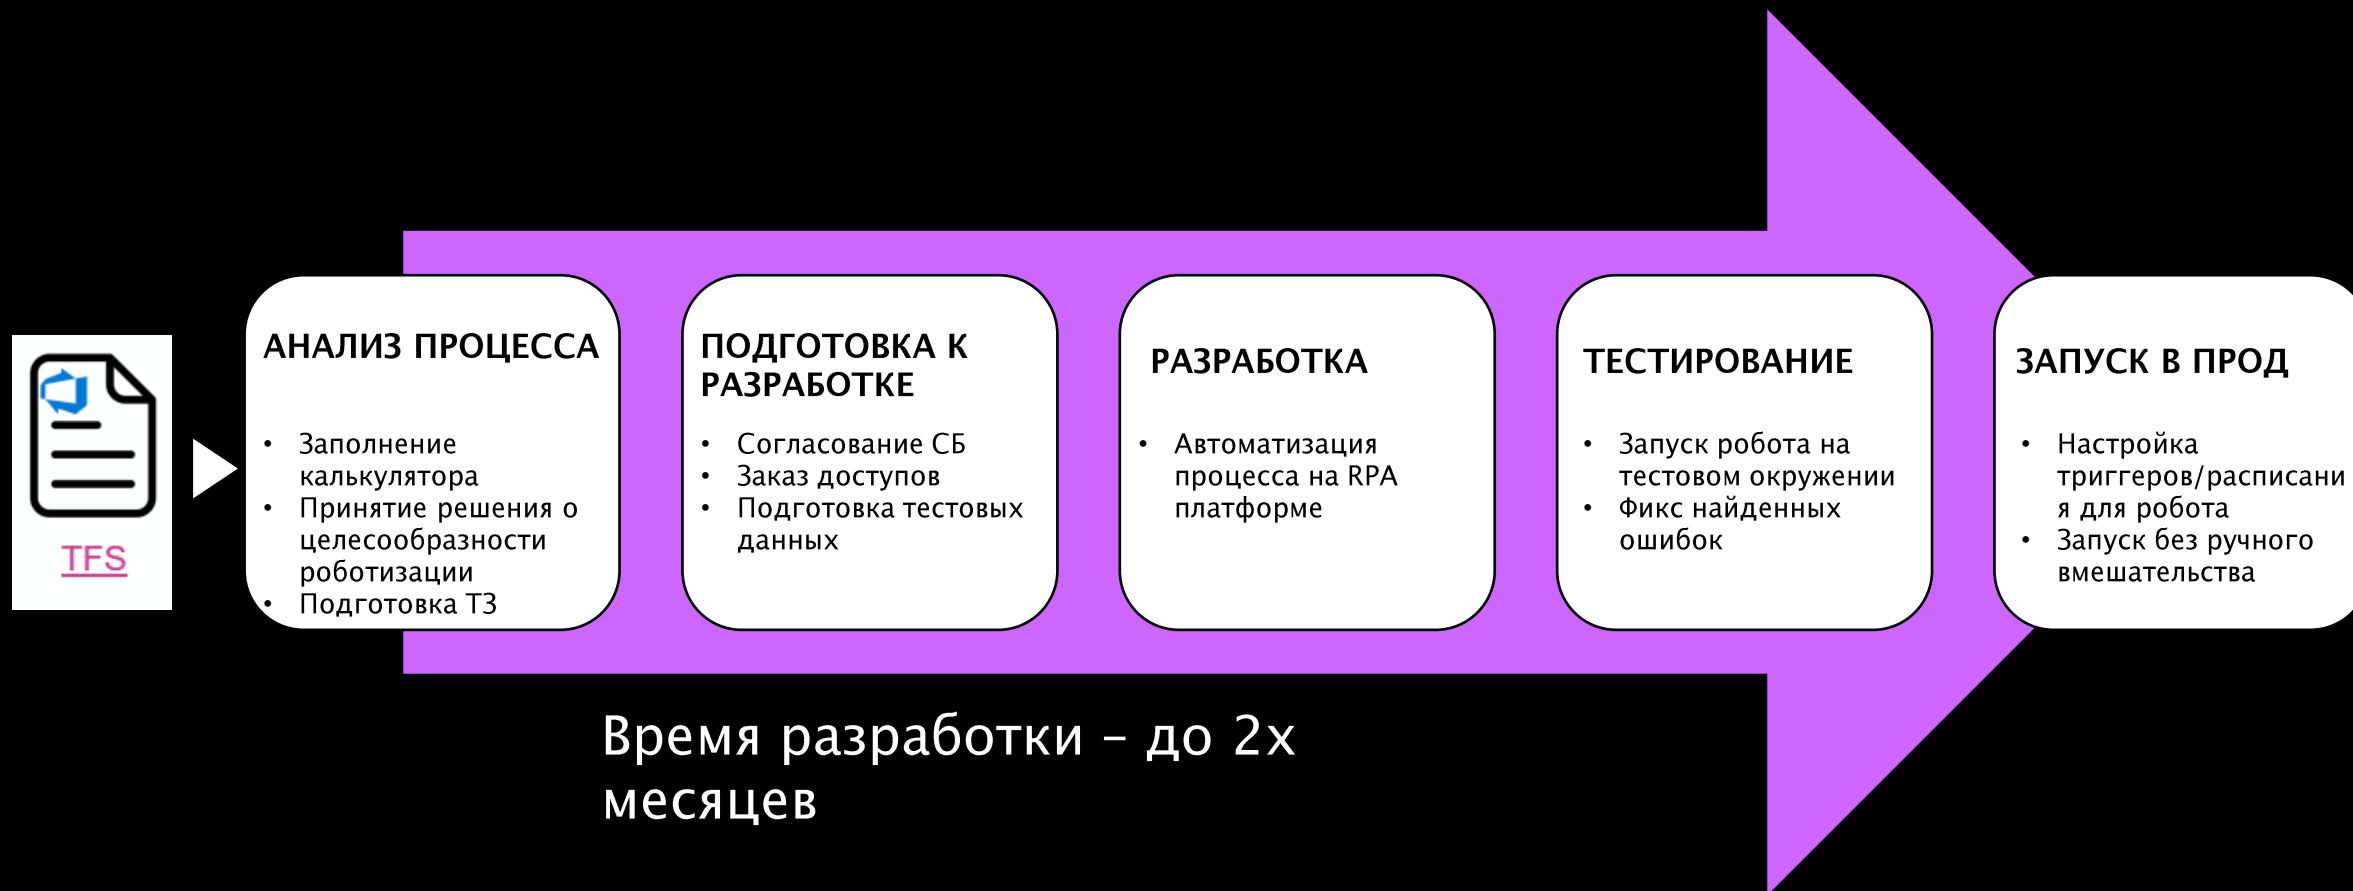 TFS
АНАЛИЗ ПРОЦЕССА
• Заполнение
калькулятора
• Принятие решения о
целесообразности
роботизации
• Подготовка ТЗ
ПОДГОТОВКА К
РАЗРАБОТКЕ
• Согласование СБ
• Заказ доступов
• Подготовка тестовых
данных
РАЗРАБОТКА
• Автоматизация
процесса на RPA
платформе
ТЕСТИРОВАНИЕ
• Запуск робота на
тестовом окружении
• Фикс найденных
ошибок
ЗАПУСК В ПРОД
• Настройка
триггеров/расписани
я для робота
• Запуск без ручного
вмешательства
Время разработки – до 2х
месяцев